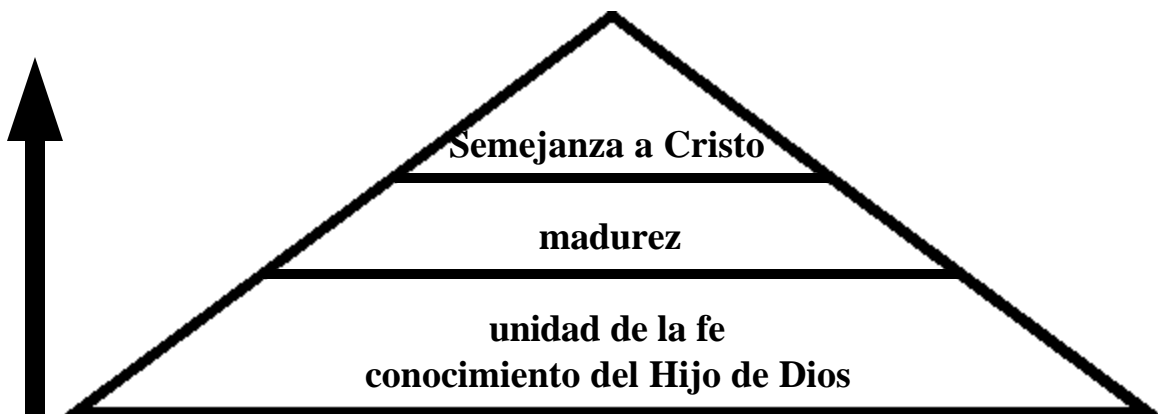 Semejanza a Cristo
madurez
unidad de la fe
conocimiento del Hijo de Dios